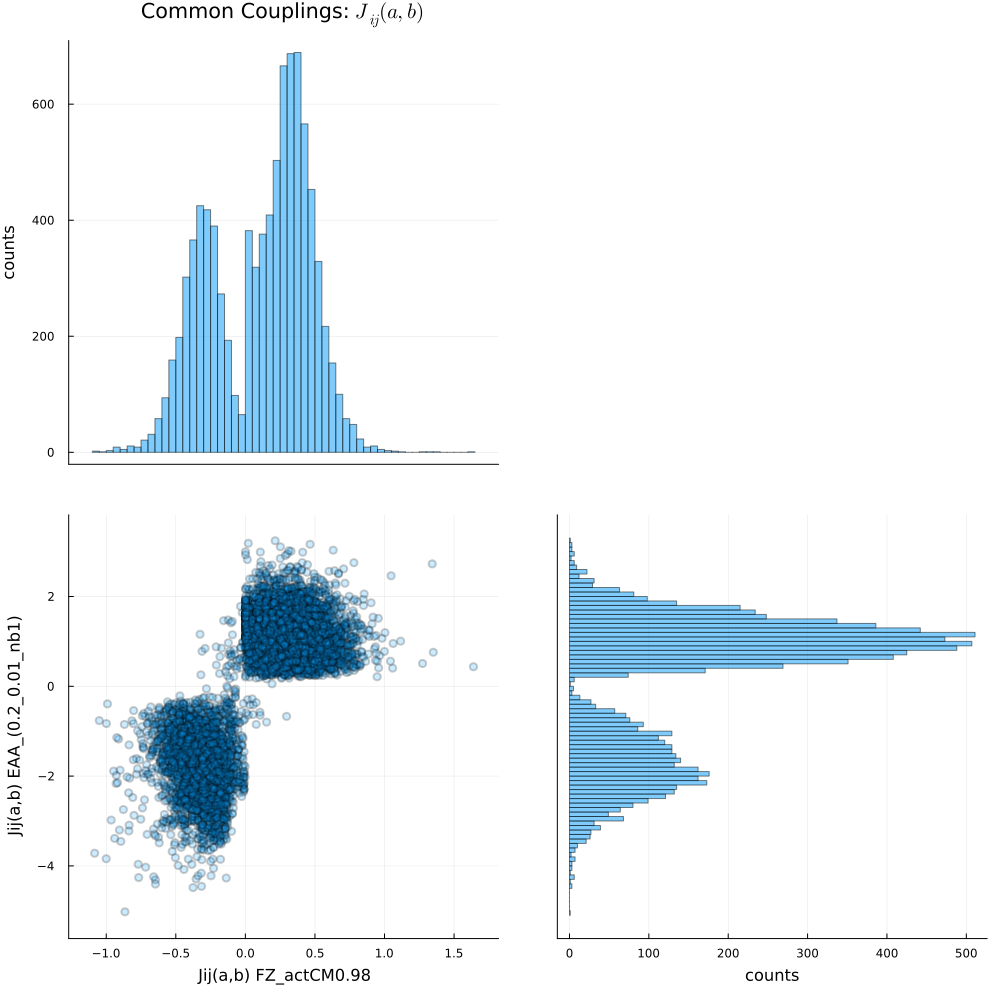 Common Couplings: J_ij(a, b)
counts
600
400
200
0
Jij(a,b) EAA_(0.2_0.01_nb1)
2
0
−2
−4
−1.0 −0.5 0.0 0.5 1.0 1.5
Jij(a,b) FZ_actCM0.98
0 100 200 300 400 500
counts